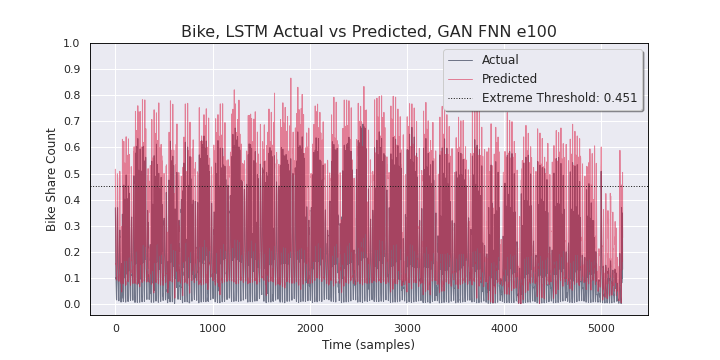 Bike, LSTM Actual vs Predicted, GAN FNN e100
Actual
Predicted
Extreme Threshold: 0.451
Bike Share Count
1.0
0.9
0.8
0.7
0.6
0.5
0.4
0.3
0.2
0.1
0.0
0 1000 2000 3000 4000 5000
Time (samples)